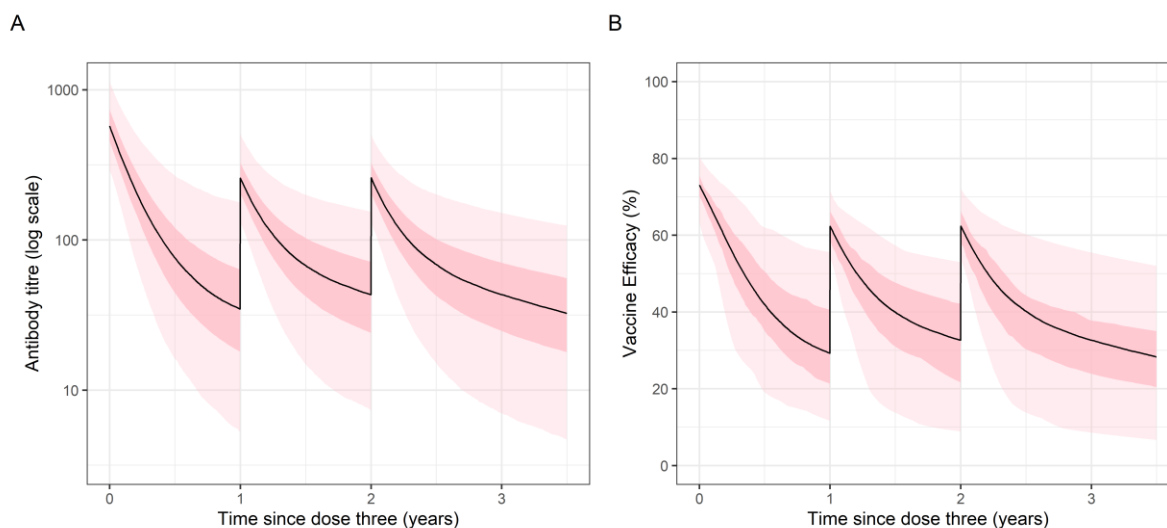 A
Antibody titre (log scale)
1000
100
10
0
1
2
3
Time since dose three (years)
B
Vaccine Efficacy (%)
100
80
60
40
20
0
0
1
2
3
Time since dose three (years)